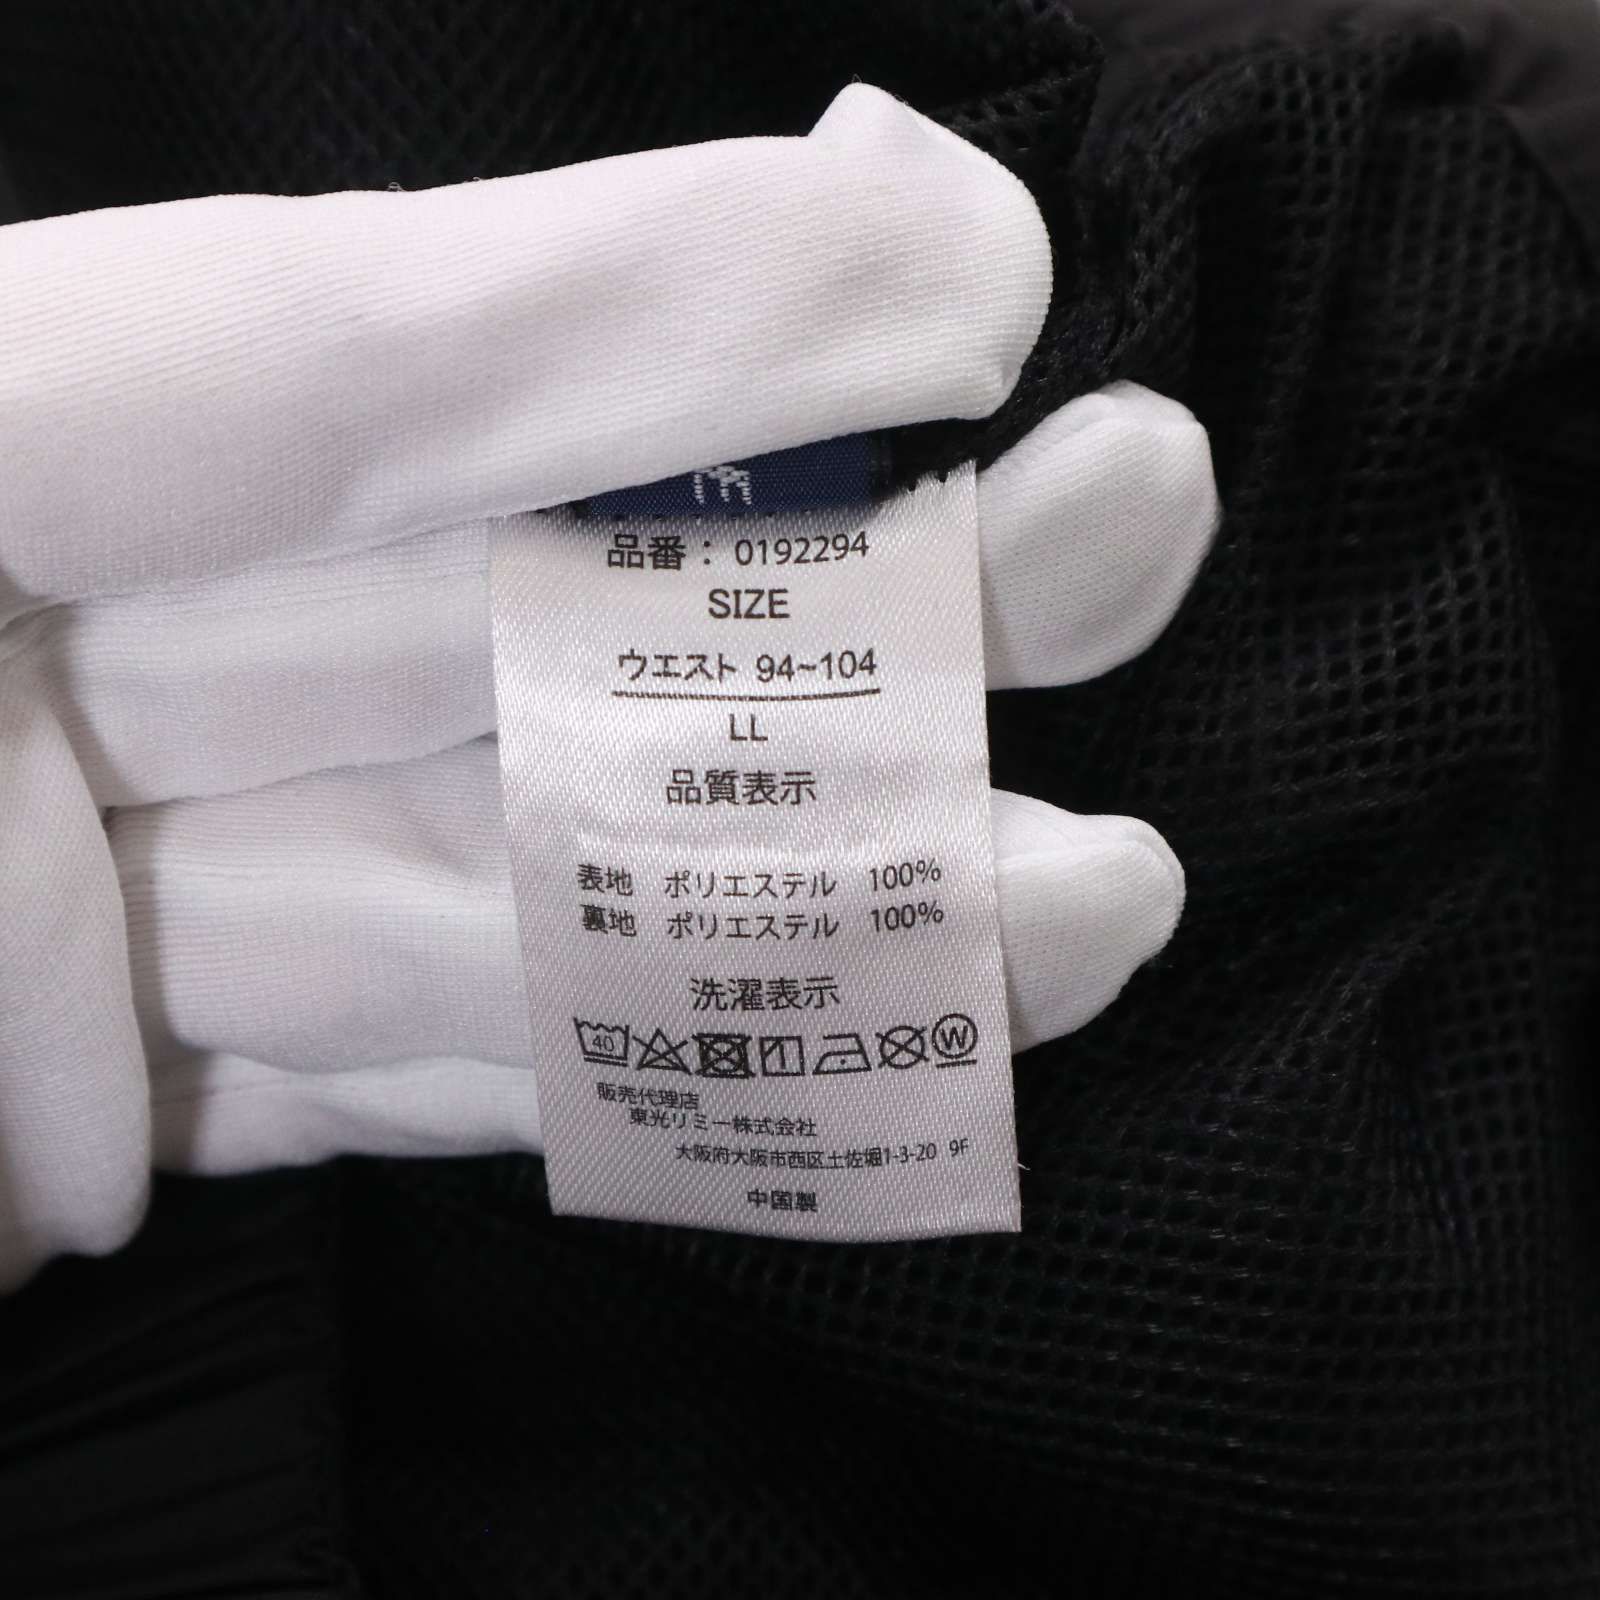 品番：0192294
SIZE
ウエスト 94~104
LL
品質表示
表地 ポリエステル 100%
裏地 ポリエステル 100%
洗濯表示
40 W
販売代理店
東光リミー株式会社
大阪府大阪市西区土佐堀1-3-20 9F
中国製